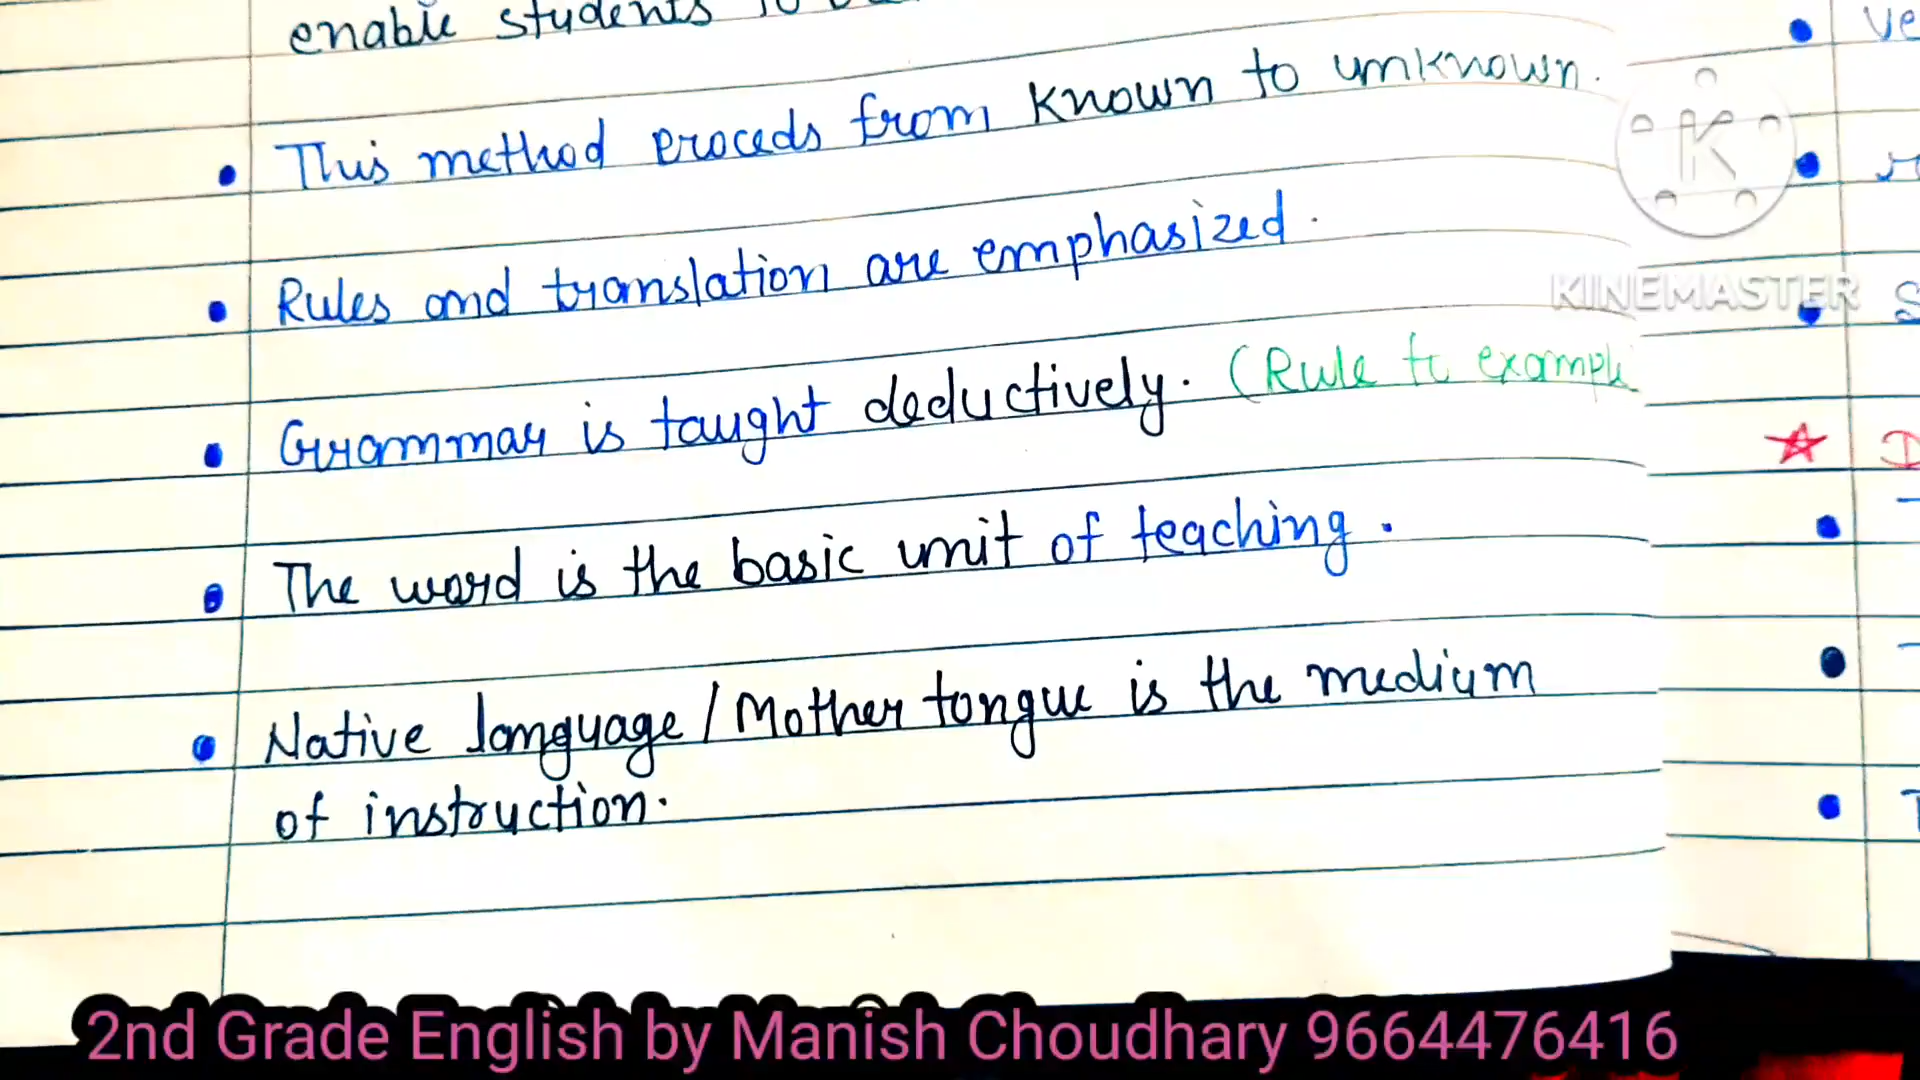 enable students to
This method proceds from known to unknown.
Rules and translation are emphasized.
Grammar is taught deductively. (Rule to example
The word is the basic unit of teaching.
Native language/Mother tongue is the medium
of instruction.
KINEMASTER
2nd Grade English by Manish Choudhary 9664476416